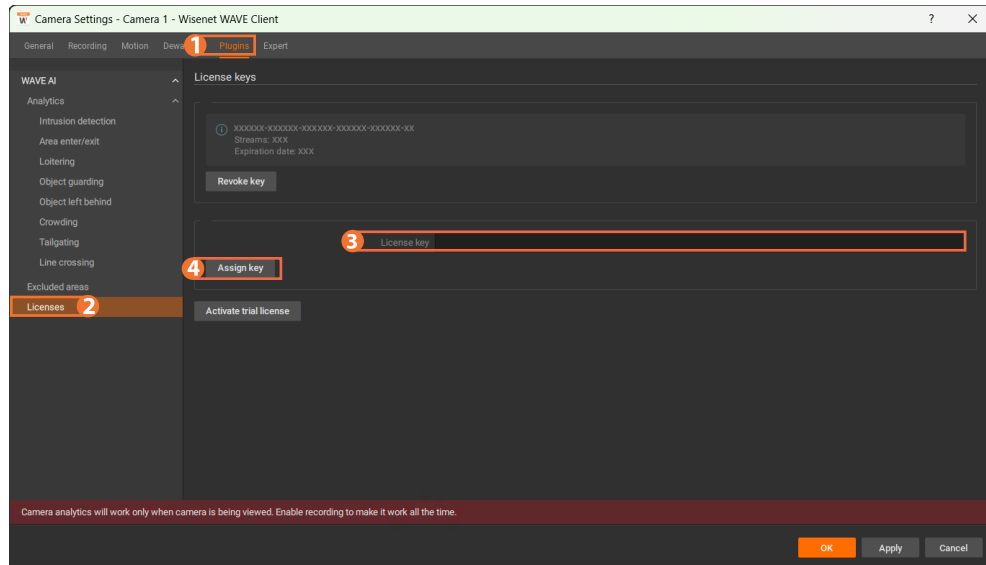 Camera Settings - Camera 1 - Wisenet WAVE Client
?
General Recording Motion Dewa 1 Plugins Expert
WAVE AI
License keys
Analytics
Intrusion detection
xxxxxx-xxxxxx-xxxxxx-xxxxxx-xxxxxx-xx
Streams: XXX
Area enter/exit
Expiration date: XXX
Loitering
Object guarding
Revoke key
Object left behind
Crowding
Tailgating
3 License key
Line crossing
4 Assign key
Excluded areas
Licenses 2
Activate trial license
Camera analytics will work only when camera is being viewed. Enable recording to make it work all the time.
OK Apply Cancel